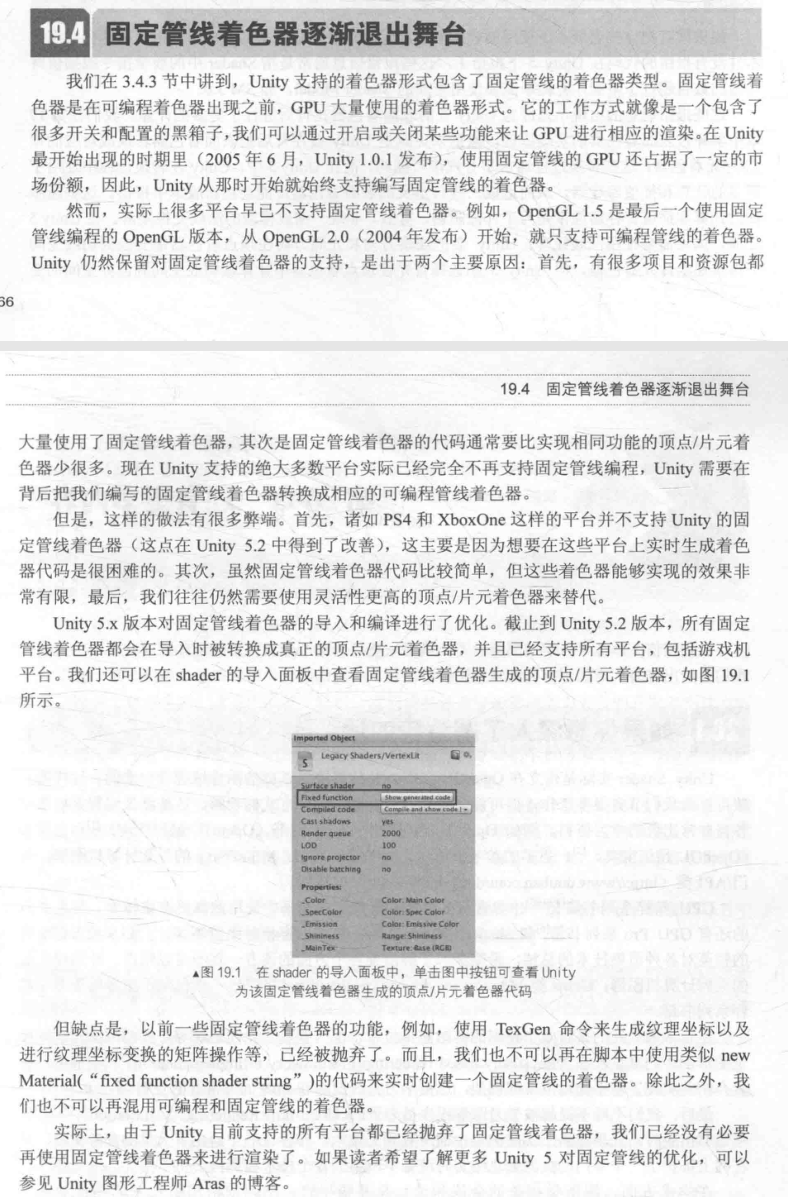 19.4 固定管线着色器逐渐退出舞台
我们在 3.4.3 节中讲到，Unity 支持的着色器形式包含了固定管线的着色器类型。固定管线着
色器是在可编程着色器出现之前，GPU 大量使用的着色器形式。它的工作方式就像是一个包含了
很多开关和配置的黑箱子，我们可以通过开启或关闭某些功能来让 GPU 进行相应的渲染。在 Unity
最开始出现的时期里（2005 年 6 月，Unity 1.0.1 发布），使用固定管线的 GPU 还占据了一定的市
场份额，因此，Unity 从那时开始就始终支持编写固定管线的着色器。
然而，实际上很多平台早已不支持固定管线着色器。例如，OpenGL 1.5 是最后一个使用固定
管线编程的 OpenGL 版本，从 OpenGL 2.0（2004 年发布）开始，就只支持可编程管线的着色器。
Unity 仍然保留对固定管线着色器的支持，是出于两个主要原因：首先，有很多项目和资源包都
66
19.4 固定管线着色器逐渐退出舞台
大量使用了固定管线着色器，其次是固定管线着色器的代码通常要比实现相同功能的顶点/片元着
色器少很多。现在 Unity 支持的绝大多数平台实际已经完全不再支持固定管线编程，Unity 需要在
背后把我们编写的固定管线着色器转换成相应的可编程管线着色器。
但是，这样的做法有很多弊端。首先，诸如 PS4 和 XboxOne 这样的平台并不支持 Unity 的固
定管线着色器（这点在 Unity 5.2 中得到了改善），这主要是因为想要在这些平台上实时生成着色
器代码是很困难的。其次，虽然固定管线着色器代码比较简单，但这些着色器能够实现的效果非
常有限，最后，我们往往仍然需要使用灵活性更高的顶点/片元着色器来替代。
Unity 5.x 版本对固定管线着色器的导入和编译进行了优化。截止到 Unity 5.2 版本，所有固定
管线着色器都会在导入时被转换成真正的顶点/片元着色器，并且已经支持所有平台，包括游戏机
平台。我们还可以在 shader 的导入面板中查看固定管线着色器生成的顶点/片元着色器，如图 19.1
所示。
Imported Object
S Legacy Shaders/VertexLit
Surface shader no
Fixed function Show generated code
Compiled code Compile and show code
Cast shadows yes
Render queue 2000
LOD 100
Ignore projector no
Disable batching no
Properties:
_Color Color: Main Color
_SpecColor Color: Spec Color
_Emission Color: Emissive Color
_Shininess Range: Shininess
_MainTex Texture: Base (RGB)
▲图 19.1 在 shader 的导入面板中，单击图中按钮可查看 Unity
为该固定管线着色器生成的顶点/片元着色器代码
但缺点是，以前一些固定管线着色器的功能，例如，使用 TexGen 命令来生成纹理坐标以及
进行纹理坐标变换的矩阵操作等，已经被抛弃了。而且，我们也不可以再在脚本中使用类似 new
Material(“fixed function shader string”)的代码来实时创建一个固定管线的着色器。除此之外，我
们也不可以再混用可编程和固定管线的着色器。
实际上，由于 Unity 目前支持的所有平台都已经抛弃了固定管线着色器，我们已经没有必要
再使用固定管线着色器来进行渲染了。如果读者希望了解更多 Unity 5 对固定管线的优化，可以
参见 Unity 图形工程师 Aras 的博客。